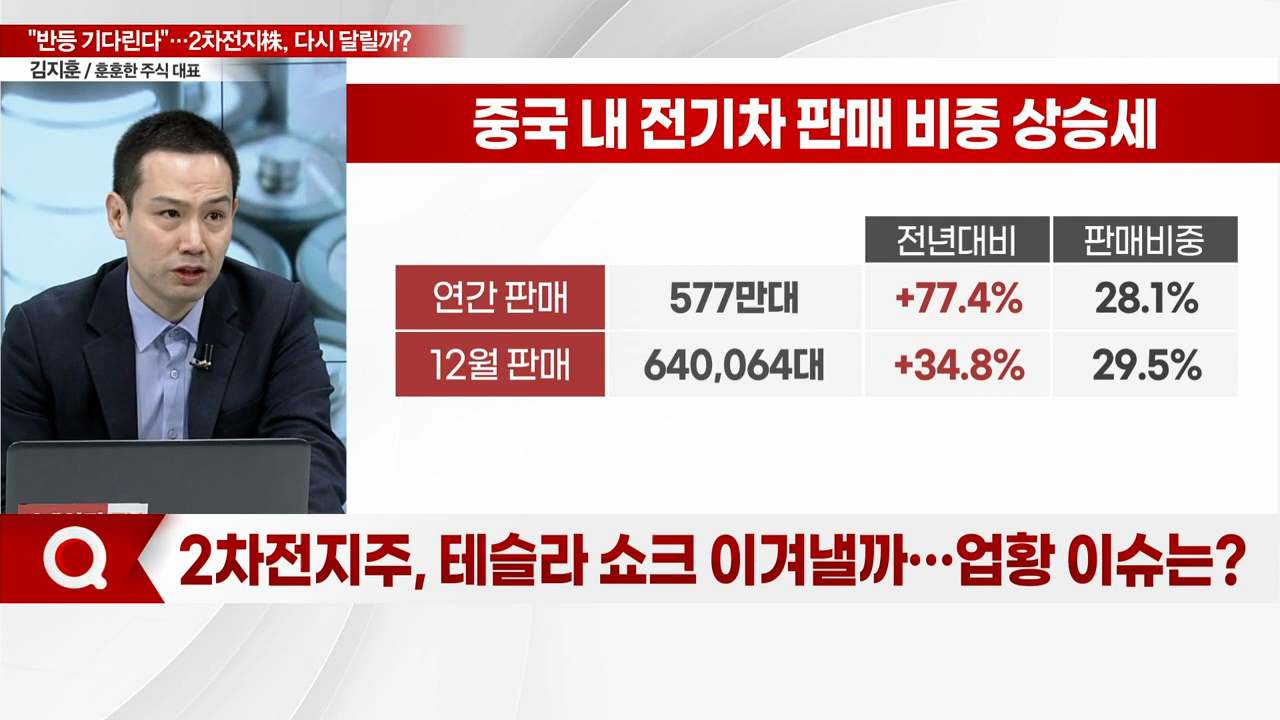 "반등 기다린다"…2차전지株, 다시 달릴까?
김지훈 / 훈훈한 주식 대표
중국 내 전기차 판매 비중 상승세
전년대비 판매비중
연간 판매 577만대 +77.4% 28.1%
12월 판매 640,064대 +34.8% 29.5%
Q 2차전지주, 테슬라 쇼크 이겨낼까…업황 이슈는?